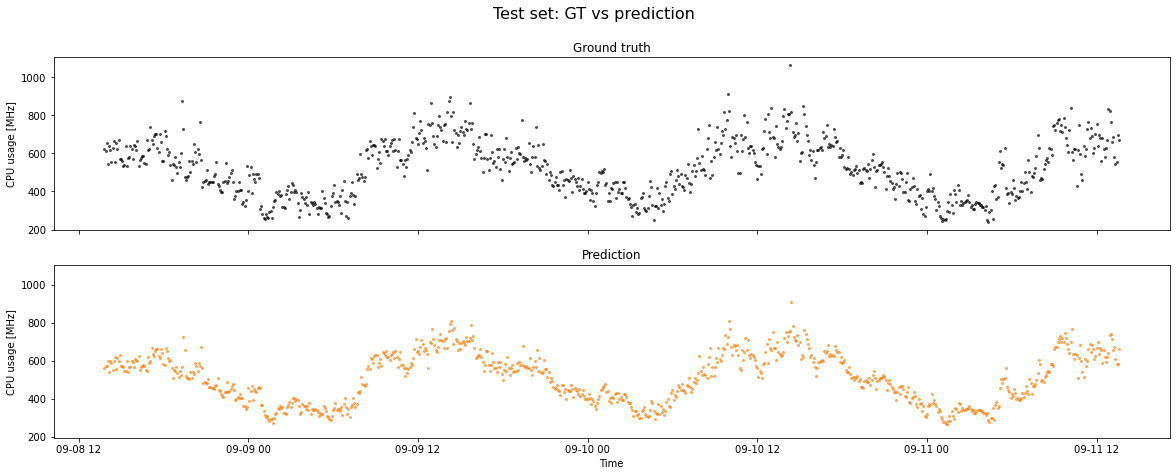 Test set: GT vs prediction
Ground truth
CPU usage [MHz]
1000
800
600
400
200
Prediction
CPU usage [MHz]
1000
800
600
400
200
09-08 12 09-09 00 09-09 12 09-10 00 09-10 12 09-11 00 09-11 12
Time